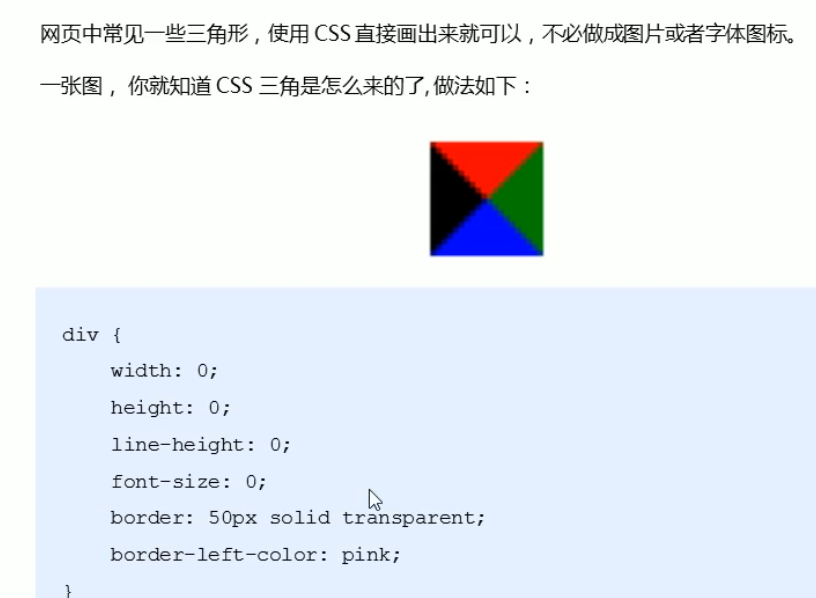 网页中常见一些三角形，使用 CSS 直接画出来就可以，不必做成图片或者字体图标。
一张图， 你就知道 CSS 三角是怎么来的了, 做法如下：
div {
    width: 0;
    height: 0;
    line-height: 0;
    font-size: 0;
    border: 50px solid transparent;
    border-left-color: pink;
}